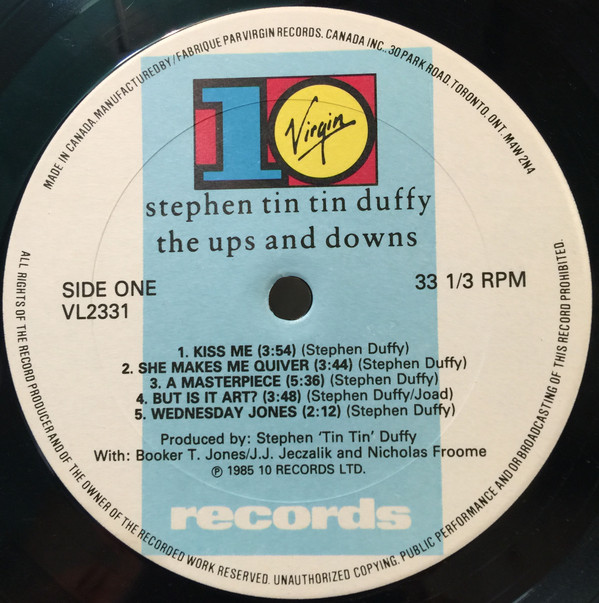 MADE IN CANADA. MANUFACTURED BY/FABRIQUE PAR VIRGIN RECORDS. CANADA INC., 30 PARK ROAD, TORONTO, ONT. M4W 2N4
10
Virgin
stephen tin tin duffy
the ups and downs
SIDE ONE
33 1/3 RPM
VL2331
1. KISS ME (3:54) (Stephen Duffy)
2. SHE MAKES ME QUIVER (3:44) (Stephen Duffy)
3. A MASTERPIECE (5:36) (Stephen Duffy)
4. BUT IS IT ART? (3:48) (Stephen Duffy/Joad)
5. WEDNESDAY JONES (2:12) (Stephen Duffy)
Produced by: Stephen 'Tin Tin' Duffy
With: Booker T. Jones/J.J. Jeczalik and Nicholas Froome
℗ 1985 10 RECORDS LTD.
records
ALL RIGHTS OF THE RECORD PRODUCER AND OF THE OWNER OF THE RECORDED WORK RESERVED. UNAUTHORIZED COPYING. PUBLIC PERFORMANCE AND/OR BROADCASTING OF THIS RECORD PROHIBITED.